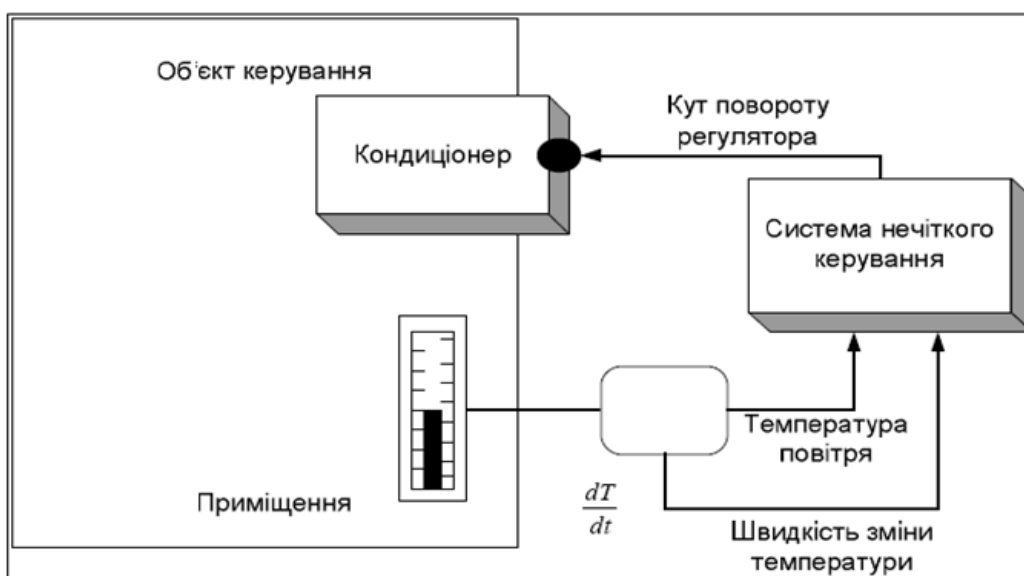 Об'єкт керування
Кондиціонер
Кут повороту
регулятора
Система нечіткого
керування
Температура
повітря
Приміщення
dT
dt
Швидкість зміни
температури